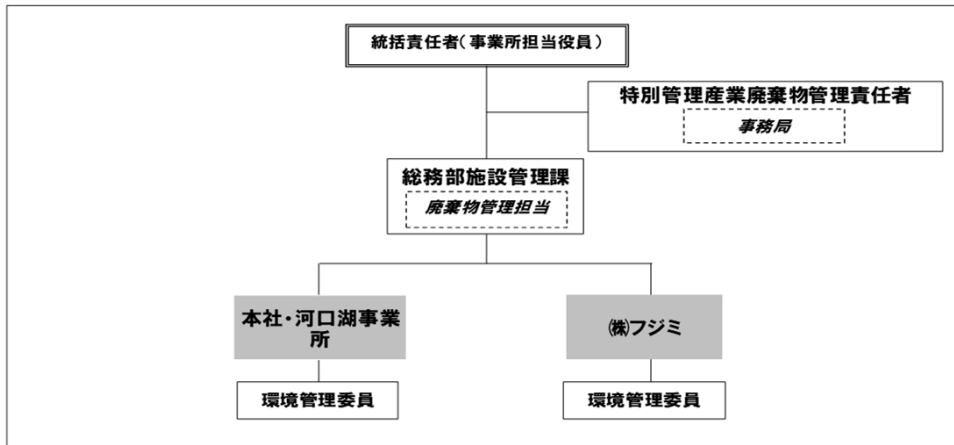 統括責任者(事業所担当役員)
特別管理産業廃棄物管理責任者
事務局
総務部施設管理課
廃棄物管理担当
本社・河口湖事業
所
㈱フジミ
環境管理委員
環境管理委員